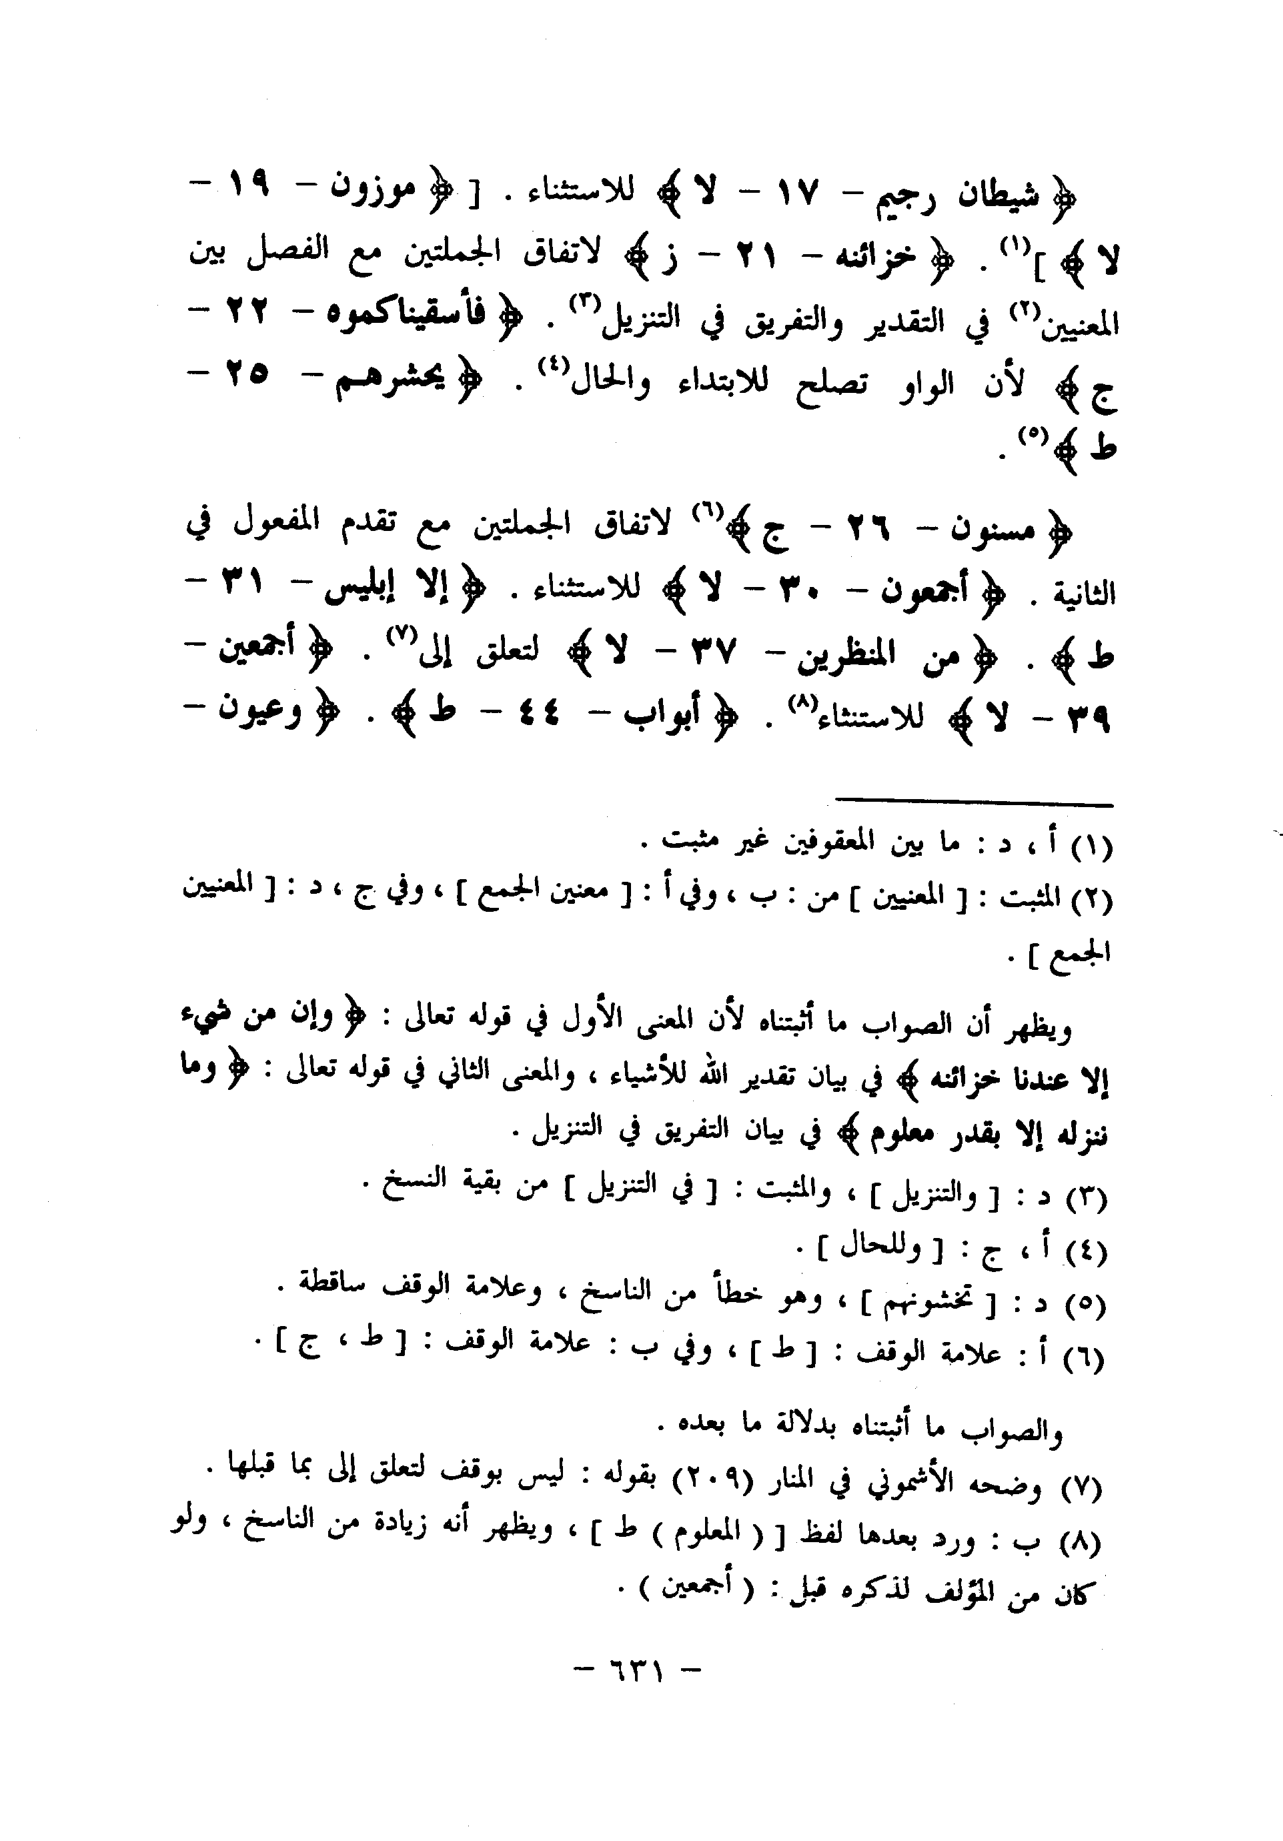 ﴿ شيطان رجيم – ١٧ – لا ﴾ للاستثناء . [ ﴿ موزون – ١٩ –
لا ﴾ ](١) . ﴿ خزائنه – ٢١ – ز ﴾ لاتفاق الجملتين مع الفصل بين
المعنيين(٢) في التقدير والتفريق في التنزيل(٣) . ﴿ فأسقيناكموه – ٢٢ –
ج ﴾ لأن الواو تصلح للابتداء والحال(٤) . ﴿ يحشرهم – ٢٥ –
ط ﴾(٥) .
﴿ مسنون – ٢٦ – ج ﴾(٦) لاتفاق الجملتين مع تقدم المفعول في
الثانية . ﴿ أجمعون – ٣٠ – لا ﴾ للاستثناء . ﴿ إلا إبليس – ٣١ –
ط ﴾ . ﴿ من المنظرين – ٣٧ – لا ﴾ لتعلق إلى(٧) . ﴿ أجمعين –
٣٩ – لا ﴾ للاستنثاء(٨) . ﴿ أبواب – ٤٤ – ط ﴾ . ﴿ وعيون –
(١) أ ، د : ما بين المعقوفين غير مثبت .
(٢) المثبت : [ المعنيين ] من : ب ، وفي أ : [ معنين الجمع ] ، وفي ج ، د : [ المعنيين
الجمع ] .
ويظهر أن الصواب ما أثبتناه لأن المعنى الأول في قوله تعالى : ﴿ وإن من شيء
إلا عندنا خزائنه ﴾ في بيان تقدير الله للأشياء ، والمعنى الثاني في قوله تعالى : ﴿ وما
ننزله إلا بقدر معلوم ﴾ في بيان التفريق في التنزيل .
(٣) د : [ والتنزيل ] ، والمثبت : [ في التنزيل ] من بقية النسخ .
(٤) أ ، ج : [ وللحال ] .
(٥) د : [ تخشونهم ] ، وهو خطأ من الناسخ ، وعلامة الوقف ساقطة .
(٦) أ : علامة الوقف : [ ط ] ، وفي ب : علامة الوقف : [ ط ، ج ] .
والصواب ما أثبتناه بدلالة ما بعده .
(٧) وضحه الأشموني في المنار (٢٠٩) بقوله : ليس بوقف لتعلق إلى بما قبلها .
(٨) ب : ورد بعدها لفظ [ ( المعلوم ) ط ] ، ويظهر أنه زيادة من الناسخ ، ولو
كان من المؤلف لذكره قبل : ( أجمعين ) .
– ٦٣١ –